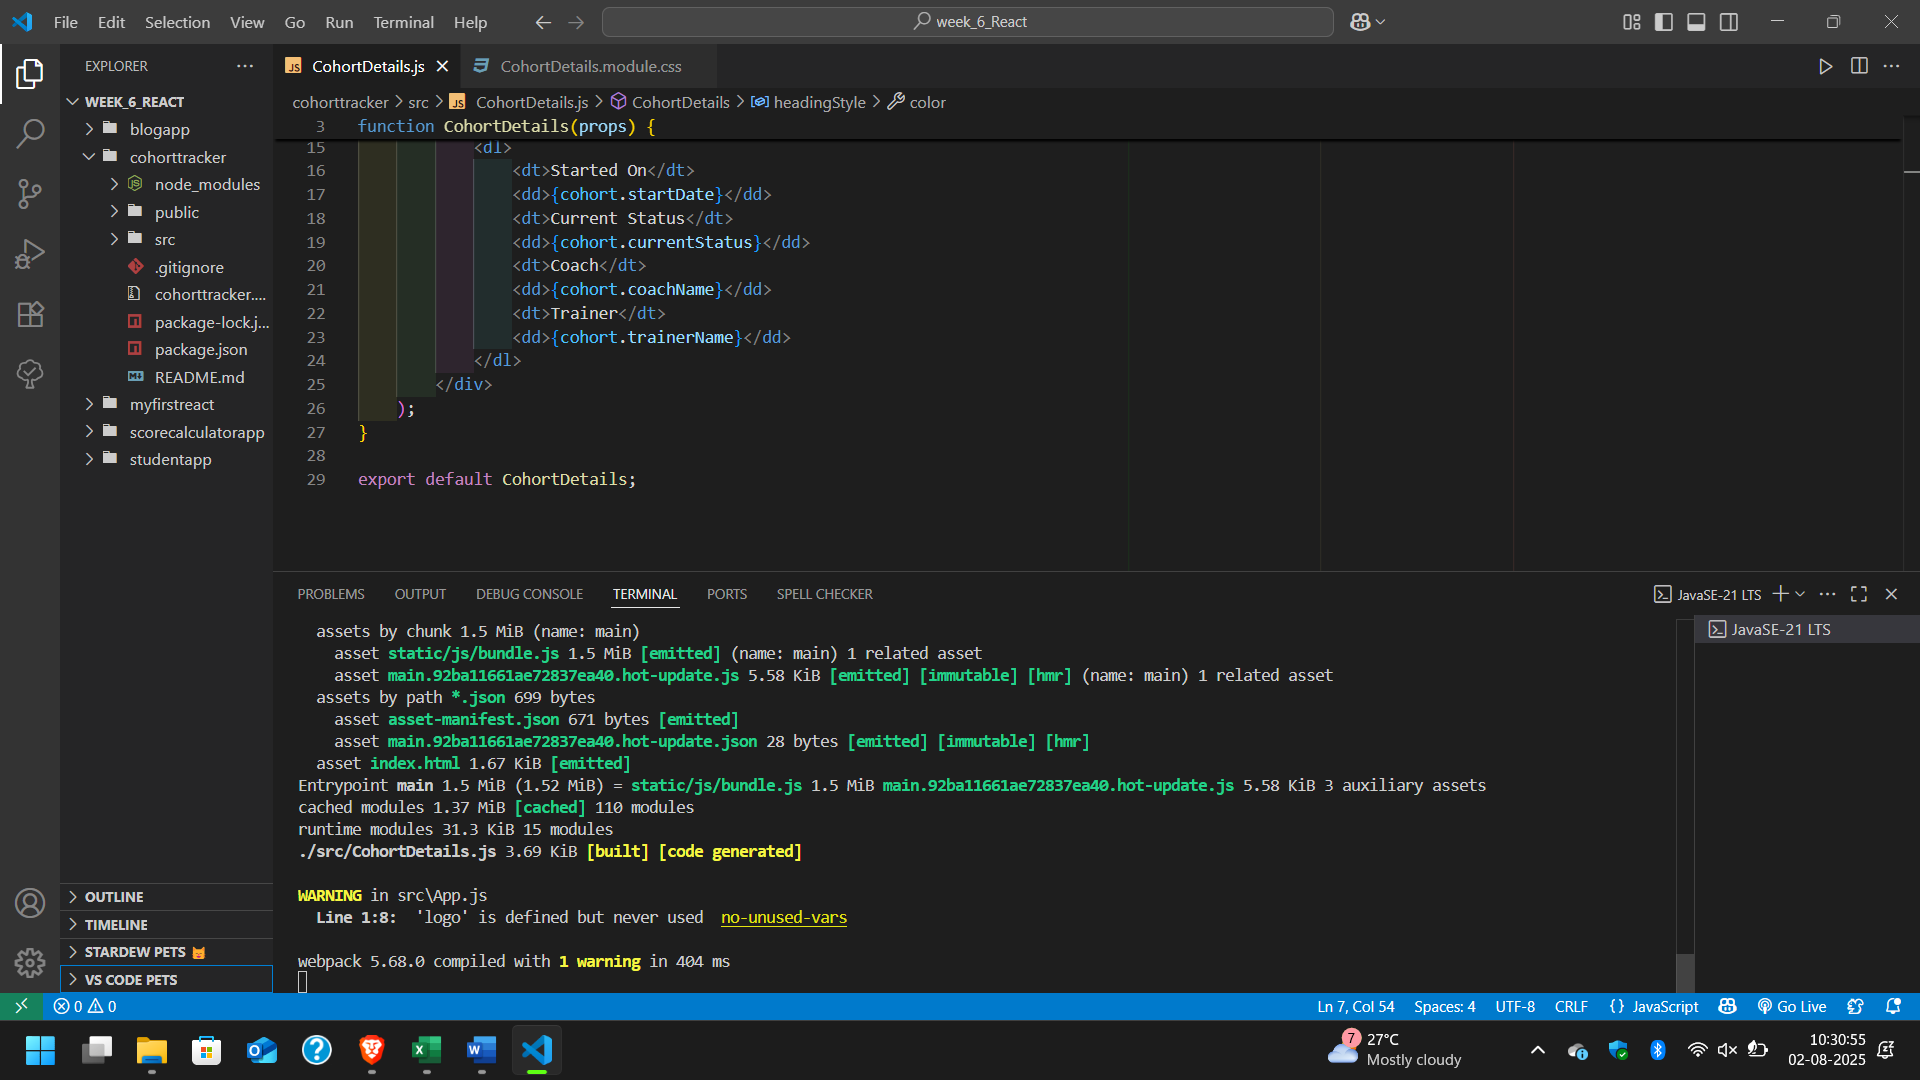 File Edit Selection View Go Run Terminal Help
week_6_React
EXPLORER
WEEK_6_REACT
blogapp
cohorttracker
node_modules
public
src
.gitignore
cohorttracker....
package-lock.j...
package.json
README.md
myfirstreact
scorecalculatorapp
studentapp
OUTLINE
TIMELINE
STARDEW PETS
VS CODE PETS
JS CohortDetails.js CohortDetails.module.css
cohorttracker > src > JS CohortDetails.js > CohortDetails > headingStyle > color
3 function CohortDetails(props) {
15 <dl>
16 <dt>Started On</dt>
17 <dd>{cohort.startDate}</dd>
18 <dt>Current Status</dt>
19 <dd>{cohort.currentStatus}</dd>
20 <dt>Coach</dt>
21 <dd>{cohort.coachName}</dd>
22 <dt>Trainer</dt>
23 <dd>{cohort.trainerName}</dd>
24 </dl>
25 </div>
26 );
27 }
28
29 export default CohortDetails;
PROBLEMS OUTPUT DEBUG CONSOLE TERMINAL PORTS SPELL CHECKER
JavaSE-21 LTS
JavaSE-21 LTS
assets by chunk 1.5 MiB (name: main)
asset static/js/bundle.js 1.5 MiB [emitted] (name: main) 1 related asset
asset main.92ba11661ae72837ea40.hot-update.js 5.58 KiB [emitted] [immutable] [hmr] (name: main) 1 related asset
assets by path *.json 699 bytes
asset asset-manifest.json 671 bytes [emitted]
asset main.92ba11661ae72837ea40.hot-update.json 28 bytes [emitted] [immutable] [hmr]
asset index.html 1.67 KiB [emitted]
Entrypoint main 1.5 MiB (1.52 MiB) = static/js/bundle.js 1.5 MiB main.92ba11661ae72837ea40.hot-update.js 5.58 KiB 3 auxiliary assets
cached modules 1.37 MiB [cached] 110 modules
runtime modules 31.3 KiB 15 modules
./src/CohortDetails.js 3.69 KiB [built] [code generated]
WARNING in src\App.js
Line 1:8: 'logo' is defined but never used no-unused-vars
webpack 5.68.0 compiled with 1 warning in 404 ms
0 0
Ln 7, Col 54 Spaces: 4 UTF-8 CRLF {} JavaScript Go Live
7
27°C
Mostly cloudy
10:30:55
02-08-2025